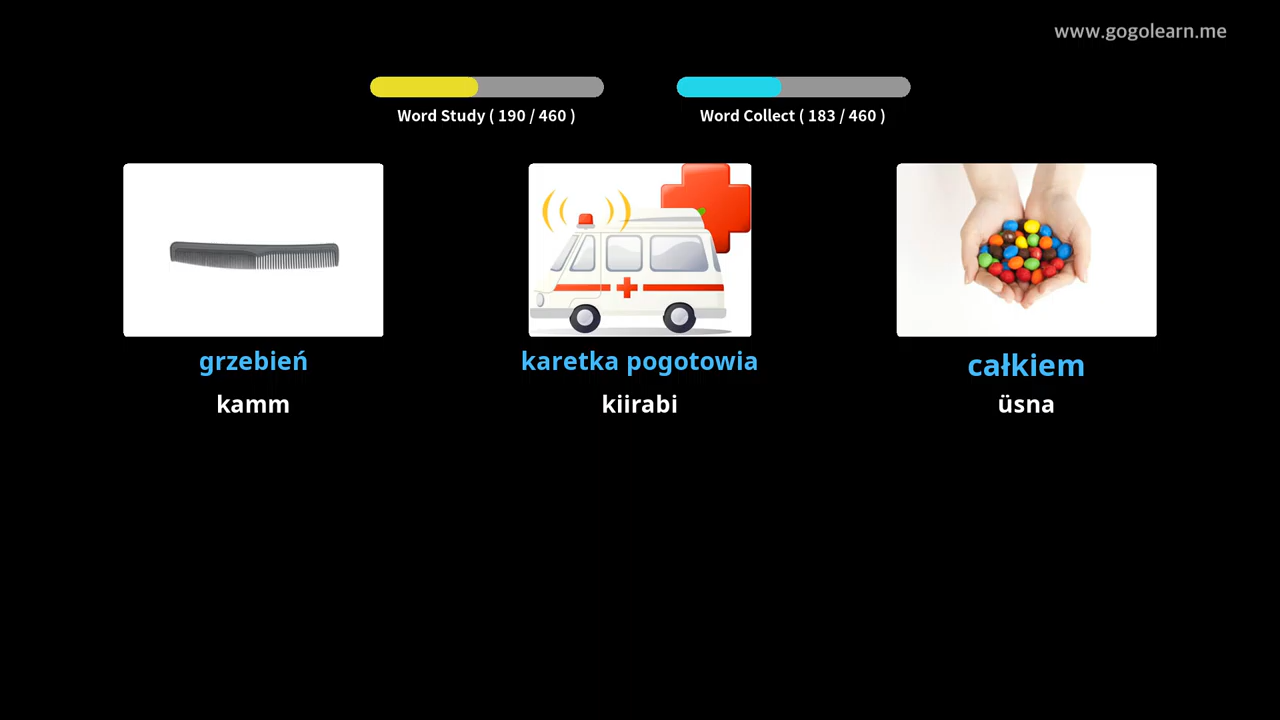 www.gogolearn.me
Word Study ( 190 / 460 )
Word Collect ( 183 / 460 )
grzebień
karetka pogotowia
całkiem
kamm
kiirabi
üsna